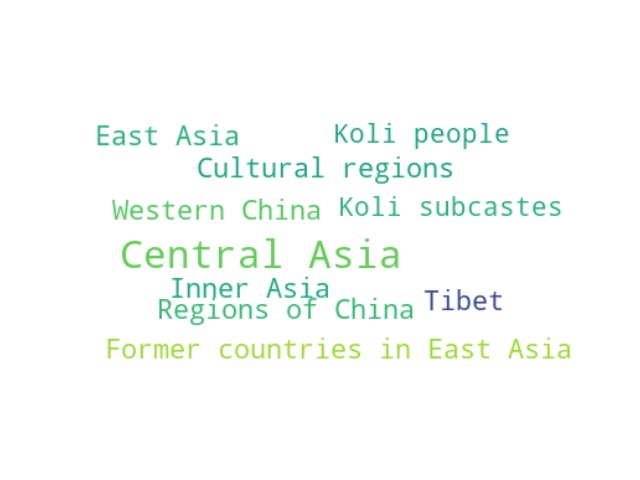 East Asia
Koli people
Cultural regions
Western China
Koli subcastes
Central Asia
Inner Asia
Regions of China
Tibet
Former countries in East Asia